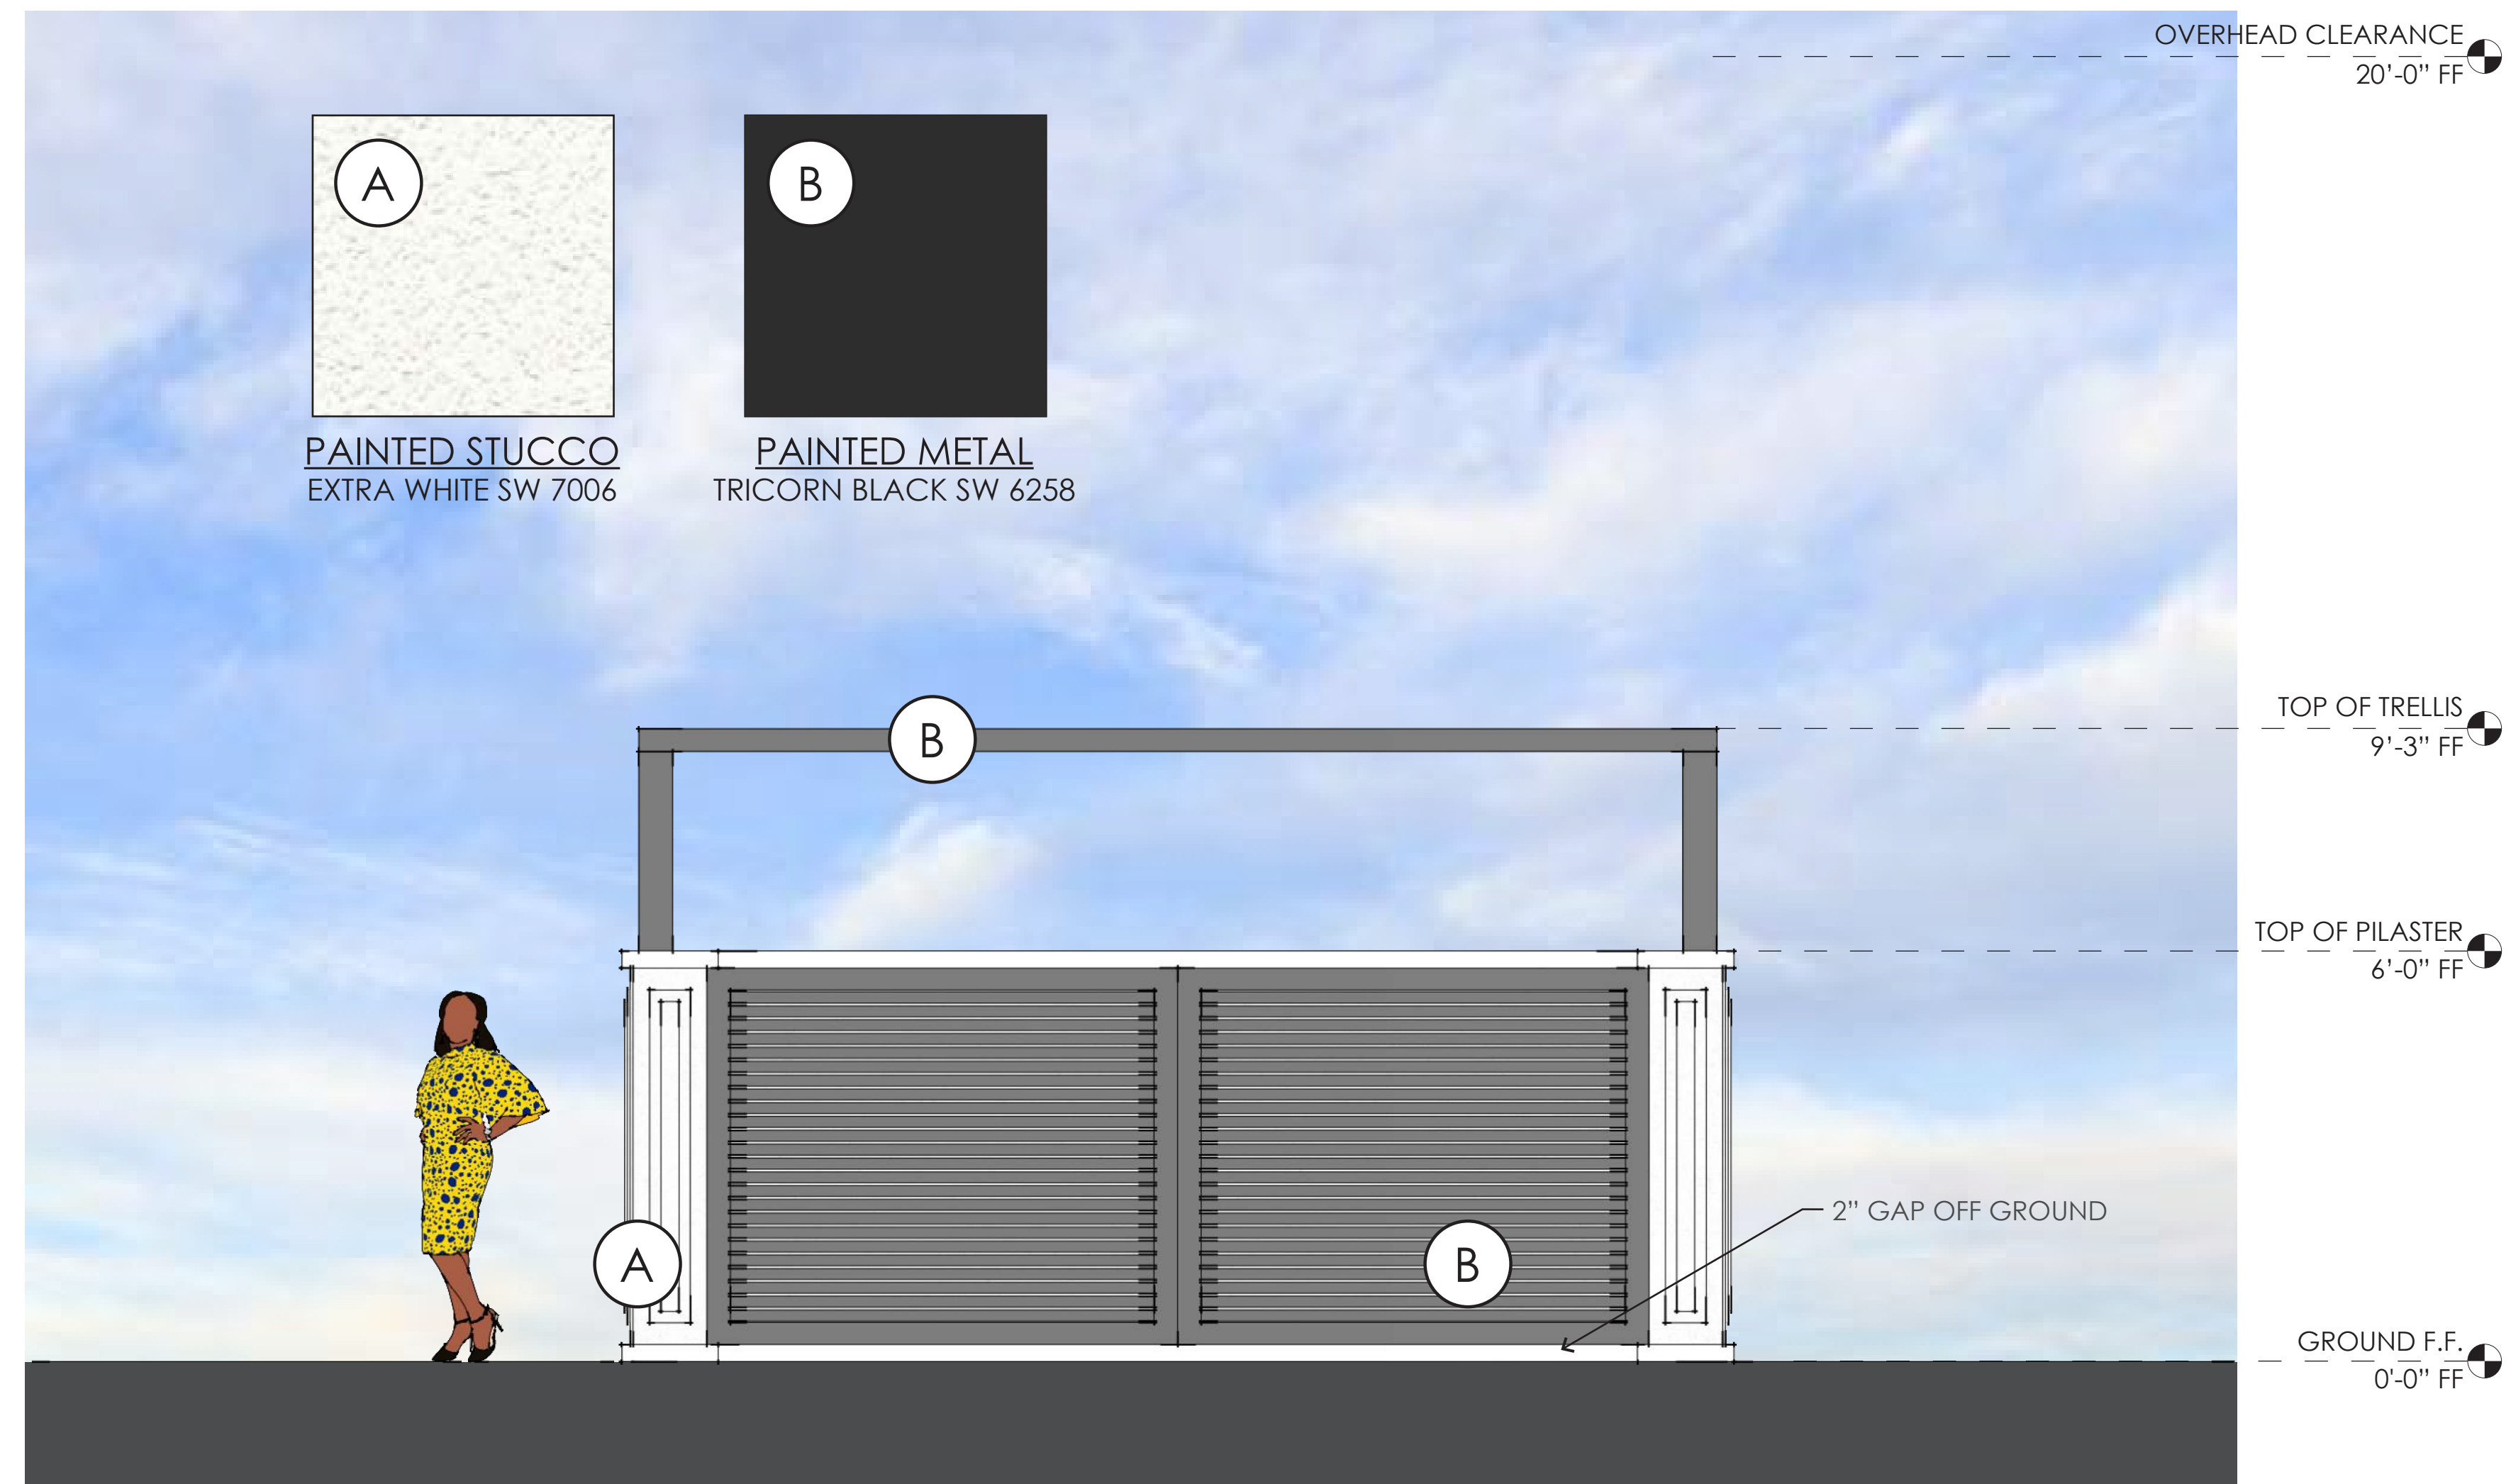 OVERHEAD CLEARANCE
20’-0” FF
A
B
PAINTED STUCCO
EXTRA WHITE SW 7006
PAINTED METAL
TRICORN BLACK SW 6258
B
TOP OF TRELLIS
9’-3” FF
TOP OF PILASTER
6’-0” FF
2” GAP OFF GROUND
A
B
GROUND F.F.
0'-0” FF